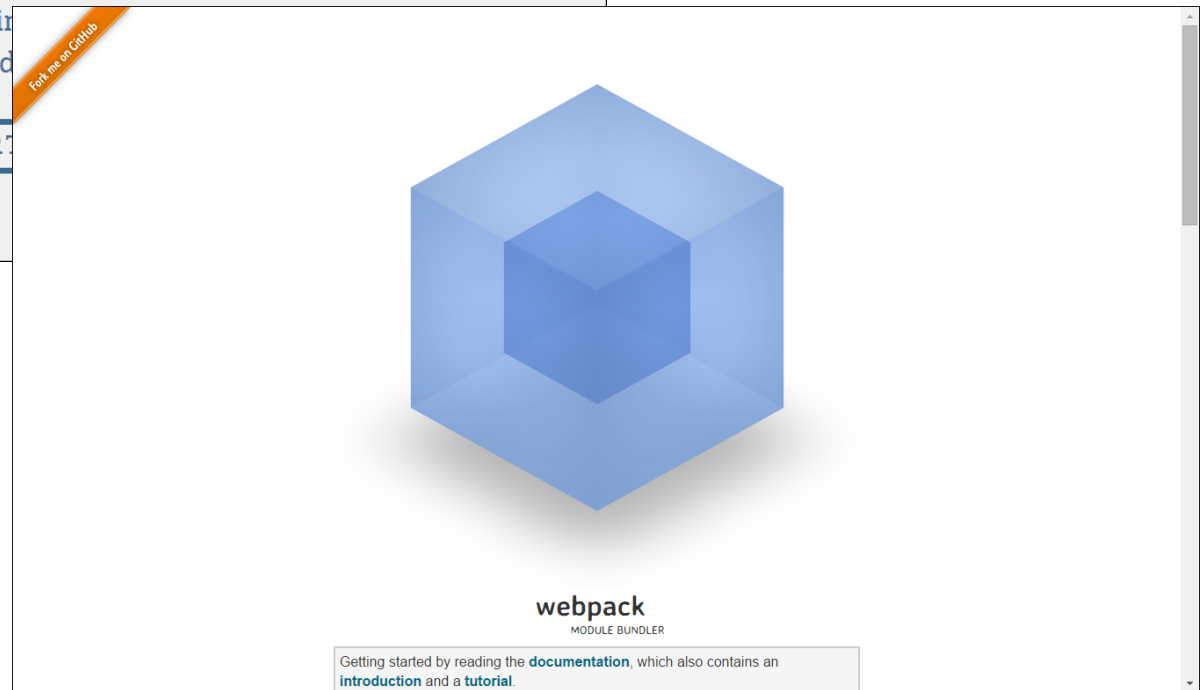 Fork me on GitHub
webpack
MODULE BUNDLER
Getting started by reading the documentation, which also contains an
introduction and a tutorial.